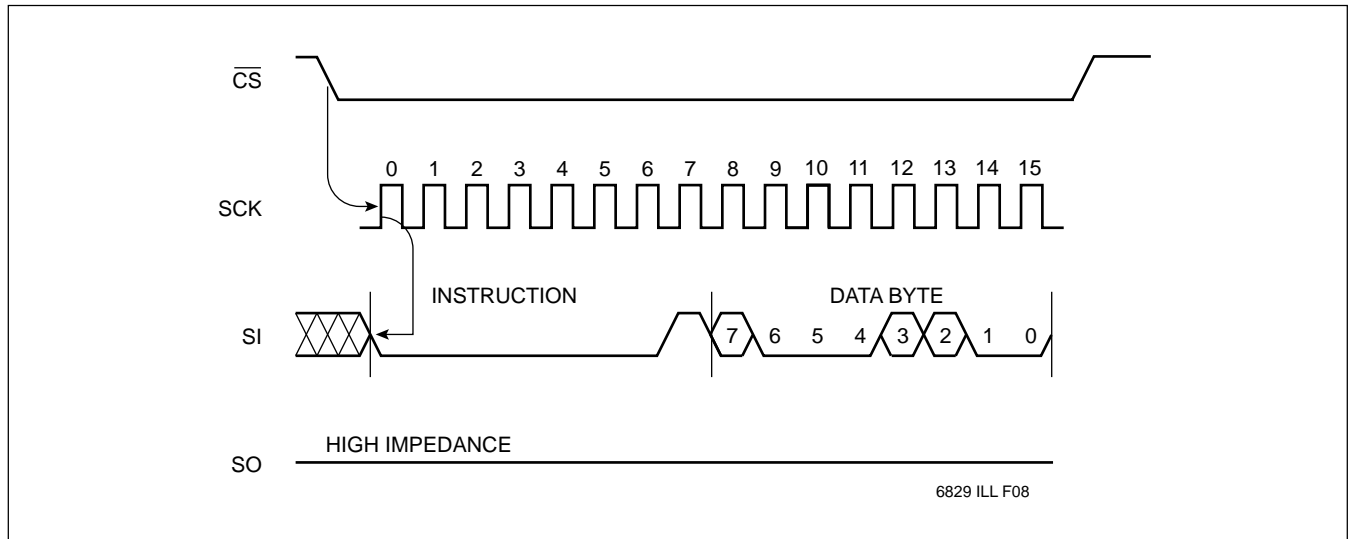 CS
0 1 2 3 4 5 6 7 8 9 10 11 12 13 14 15
SCK
INSTRUCTION DATA BYTE
SI 7 6 5 4 3 2 1 0
HIGH IMPEDANCE
SO
6829 ILL F08